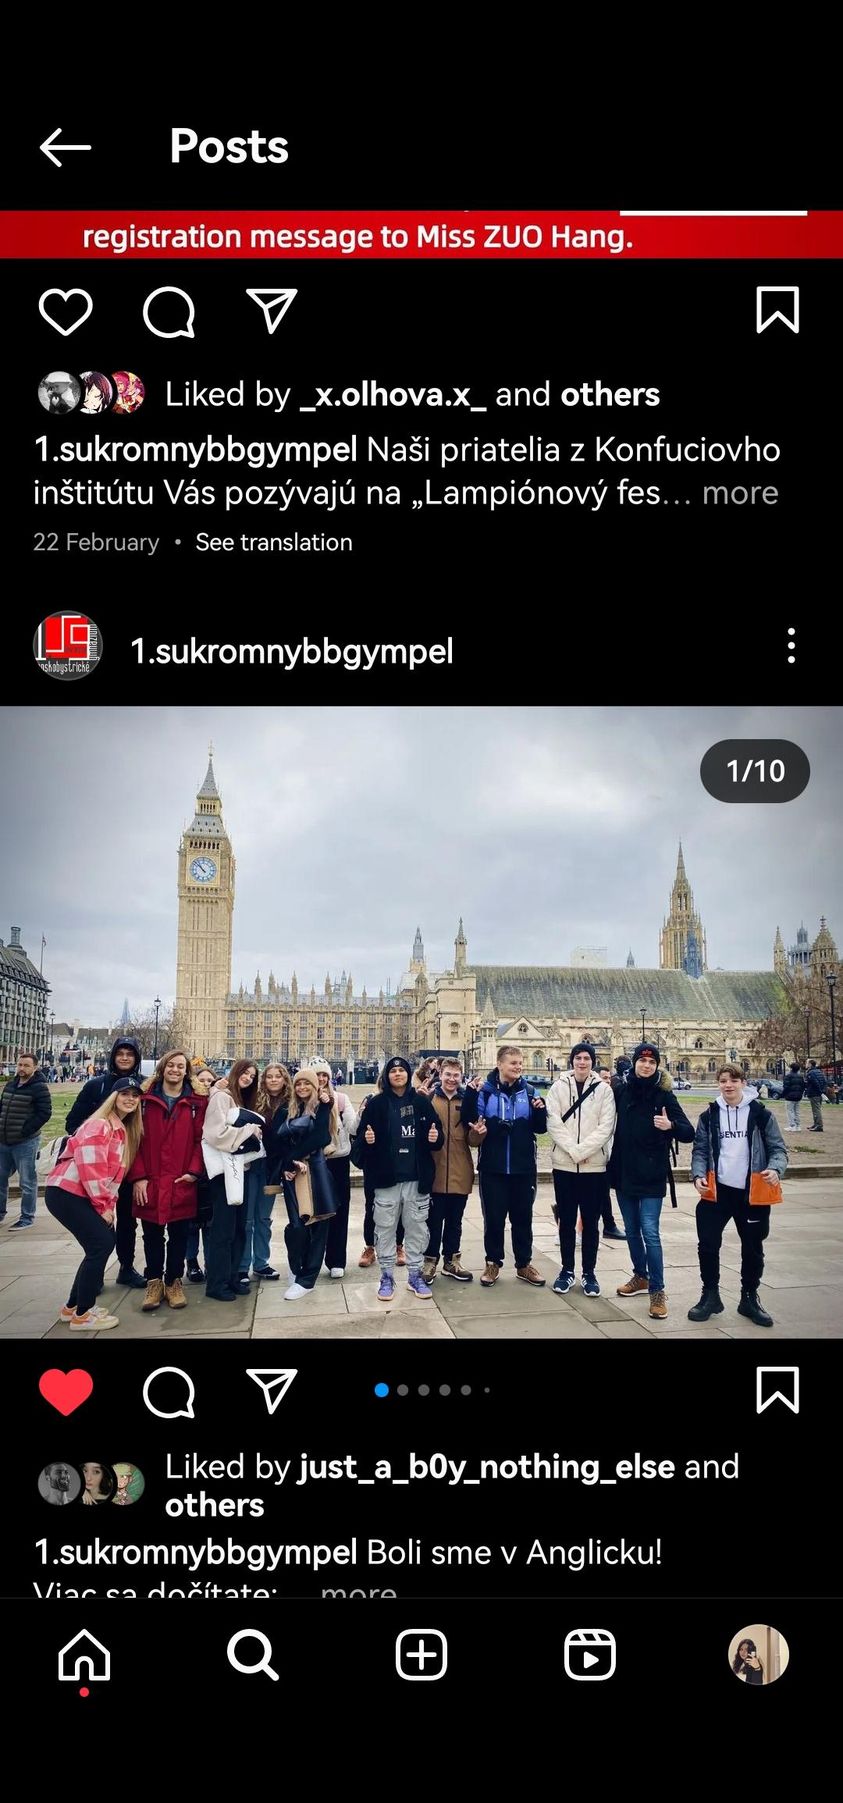 Posts
registration message to Miss ZUO Hang.
Liked by _x.olhova.x_ and others
1.sukromnybbgympel Naši priatelia z Konfuciovho
inštitútu Vás pozývajú na „Lampiónový fes… more
22 February • See translation
1.sukromnybbgympel
1/10
Liked by just_a_b0y_nothing_else and
others
1.sukromnybbgympel Boli sme v Anglicku!
Viac sa dočítate: ... more